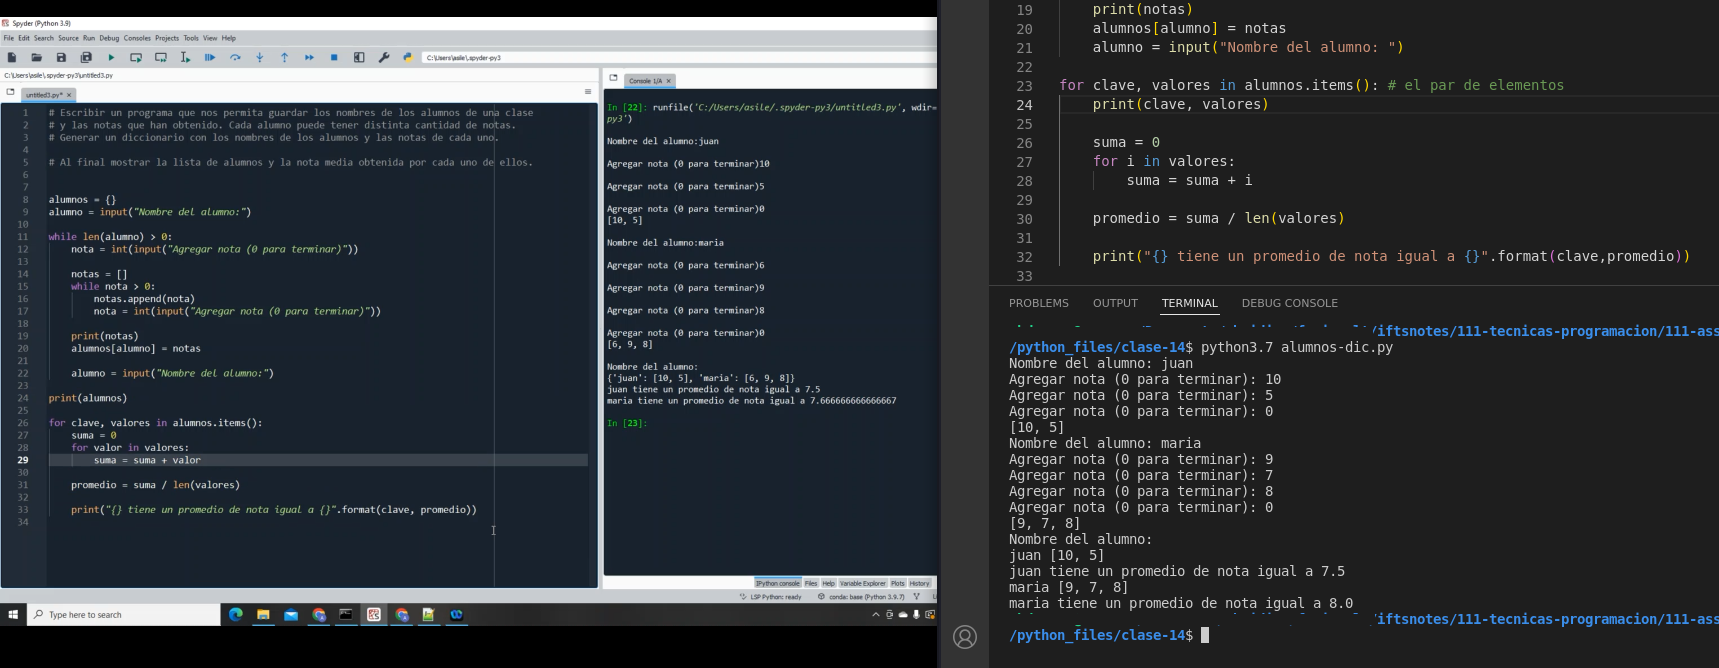 Spyder (Python 3.9)
File Edit Search Source Run Debug Consoles Projects Tools View Help
C:\Users\asile\.spyder-py3
C:\Users\asile\.spyder-py3\untitled3.py
untitled3.py*
1 # Escribir un programa que nos permita guardar los nombres de los alumnos de una clase
2 # y las notas que han obtenido. Cada alumno puede tener distinta cantidad de notas.
3 # Generar un diccionario con los nombres de los alumnos y las notas de cada uno.
4
5 # Al final mostrar la lista de alumnos y la nota media obtenida por cada uno de ellos.
6
7
8 alumnos = {}
9 alumno = input("Nombre del alumno:")
10
11 while len(alumno) > 0:
12 nota = int(input("Agregar nota (0 para terminar)"))
13
14 notas = []
15 while nota > 0:
16 notas.append(nota)
17 nota = int(input("Agregar nota (0 para terminar)"))
18
19 print(notas)
20 alumnos[alumno] = notas
21
22 alumno = input("Nombre del alumno:")
23
24 print(alumnos)
25
26 for clave, valores in alumnos.items():
27 suma = 0
28 for valor in valores:
29 suma = suma + valor
30
31 promedio = suma / len(valores)
32
33 print("{} tiene un promedio de nota igual a {}".format(clave, promedio))
34
Console 1/A
In [22]: runfile('C:/Users/asile/.spyder-py3/untitled3.py', wdir=
py3')
Nombre del alumno:juan
Agregar nota (0 para terminar)10
Agregar nota (0 para terminar)5
Agregar nota (0 para terminar)0
[10, 5]
Nombre del alumno:maria
Agregar nota (0 para terminar)6
Agregar nota (0 para terminar)9
Agregar nota (0 para terminar)8
Agregar nota (0 para terminar)0
[6, 9, 8]
Nombre del alumno:
{'juan': [10, 5], 'maria': [6, 9, 8]}
juan tiene un promedio de nota igual a 7.5
maria tiene un promedio de nota igual a 7.666666666666667
In [23]:
IPython console Files Help Variable Explorer Plots History
LSP Python: ready conda: base (Python 3.9.7)
Type here to search
19 print(notas)
20 alumnos[alumno] = notas
21 alumno = input("Nombre del alumno: ")
22
23 for clave, valores in alumnos.items(): # el par de elementos
24 print(clave, valores)
25
26 suma = 0
27 for i in valores:
28 suma = suma + i
29
30 promedio = suma / len(valores)
31
32 print("{} tiene un promedio de nota igual a {}".format(clave,promedio))
33
PROBLEMS OUTPUT TERMINAL DEBUG CONSOLE
/iftsnotes/111-tecnicas-programacion/111-ass
/python_files/clase-14$ python3.7 alumnos-dic.py
Nombre del alumno: juan
Agregar nota (0 para terminar): 10
Agregar nota (0 para terminar): 5
Agregar nota (0 para terminar): 0
[10, 5]
Nombre del alumno: maria
Agregar nota (0 para terminar): 9
Agregar nota (0 para terminar): 7
Agregar nota (0 para terminar): 8
Agregar nota (0 para terminar): 0
[9, 7, 8]
Nombre del alumno:
juan [10, 5]
juan tiene un promedio de nota igual a 7.5
maria [9, 7, 8]
maria tiene un promedio de nota igual a 8.0
/iftsnotes/111-tecnicas-programacion/111-ass
/python_files/clase-14$